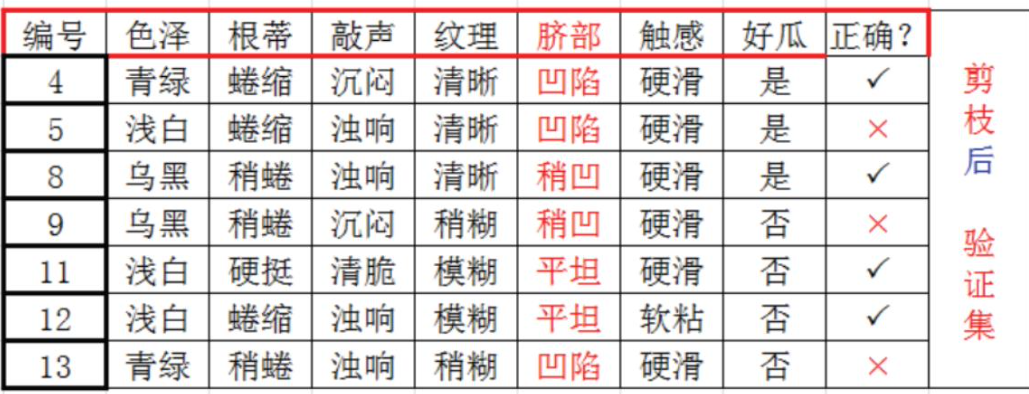 编号 色泽 根蒂 敲声 纹理 脐部 触感 好瓜 正确？
4 青绿 蜷缩 沉闷 清晰 凹陷 硬滑 是 ✓
5 浅白 蜷缩 浊响 清晰 凹陷 硬滑 是 ×
8 乌黑 稍蜷 浊响 清晰 稍凹 硬滑 是 ✓
9 乌黑 稍蜷 沉闷 稍糊 稍凹 硬滑 否 ×
11 浅白 硬挺 清脆 模糊 平坦 硬滑 否 ✓
12 浅白 蜷缩 浊响 模糊 平坦 软粘 否 ✓
13 青绿 稍蜷 浊响 稍糊 凹陷 硬滑 否 ×
剪枝后
验证集